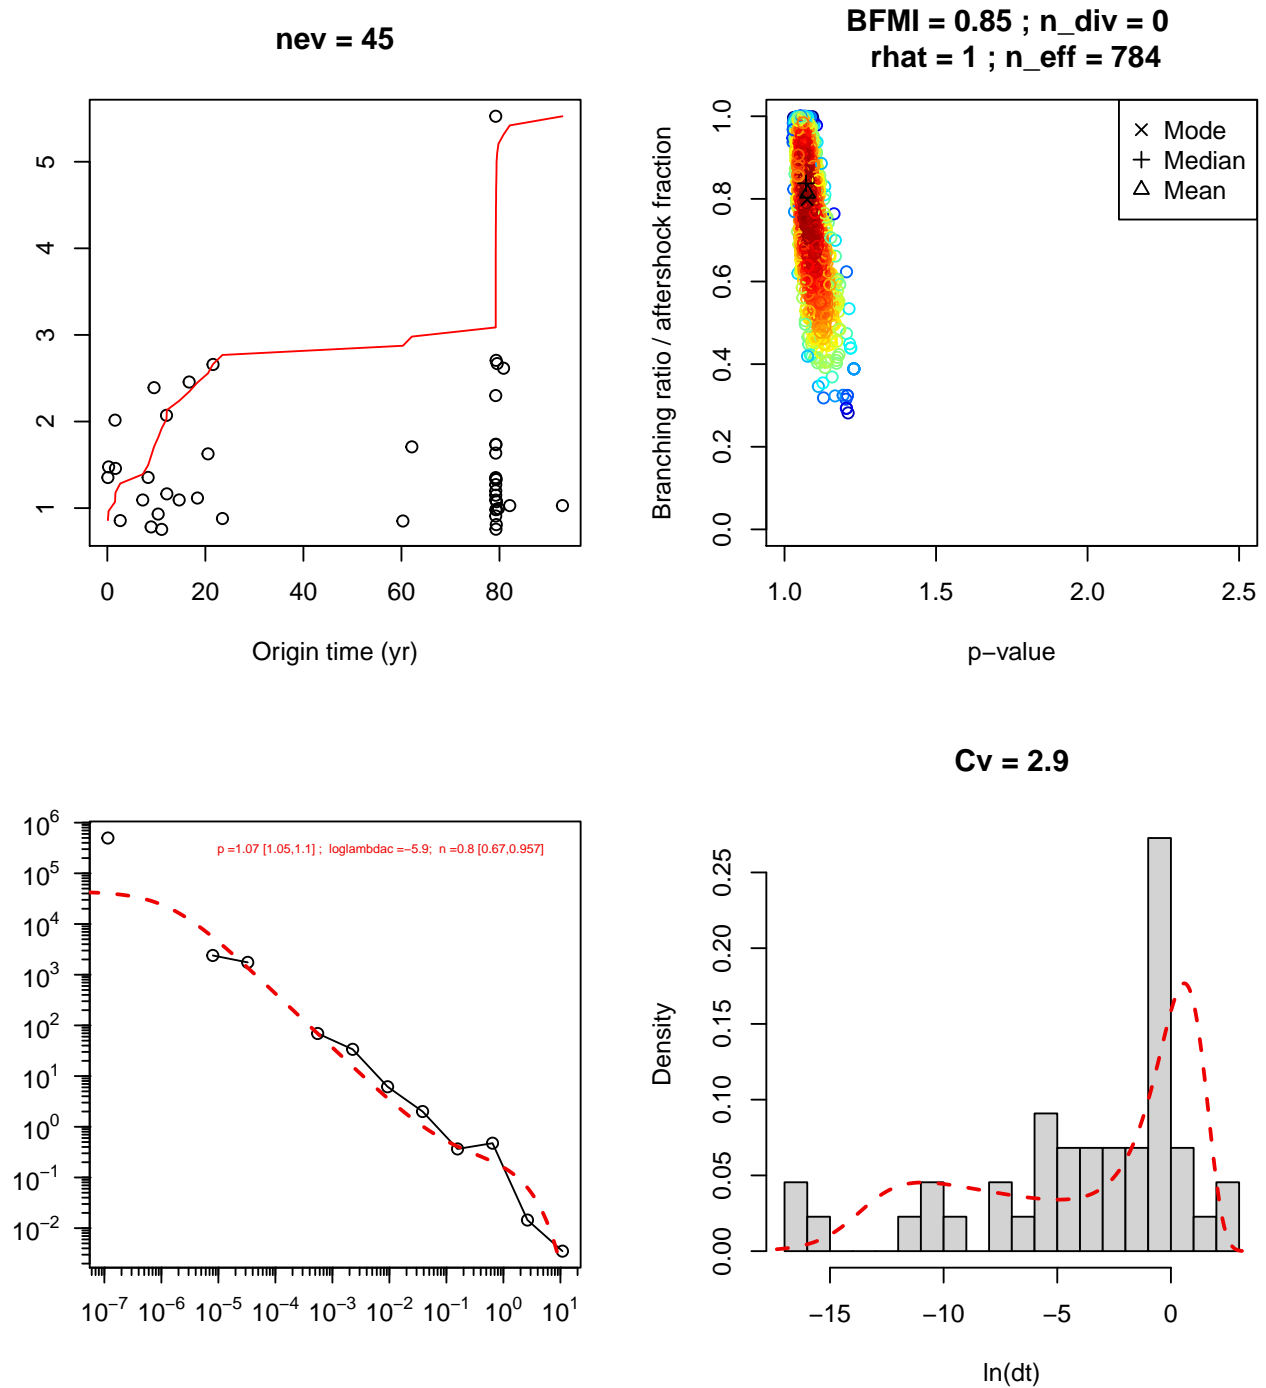 nev = 45
5
4
3
2
1
0 20 40 60 80
Origin time (yr)
BFMI = 0.85 ; n_div = 0
rhat = 1 ; n_eff = 784
Branching ratio / aftershock fraction
1.0
0.8
0.6
0.4
0.2
0.0
Mode
Median
Mean
1.0 1.5 2.0 2.5
p−value
10^6
10^5
10^4
10^3
10^2
10^1
10^0
10^−1
10^−2
p =1.07 [1.05,1.1] ; loglambdac =−5.9; n =0.8 [0.67,0.957]
10^−7 10^−6 10^−5 10^−4 10^−3 10^−2 10^−1 10^0 10^1
Cv = 2.9
Density
0.25
0.20
0.15
0.10
0.05
0.00
−15 −10 −5 0
ln(dt)